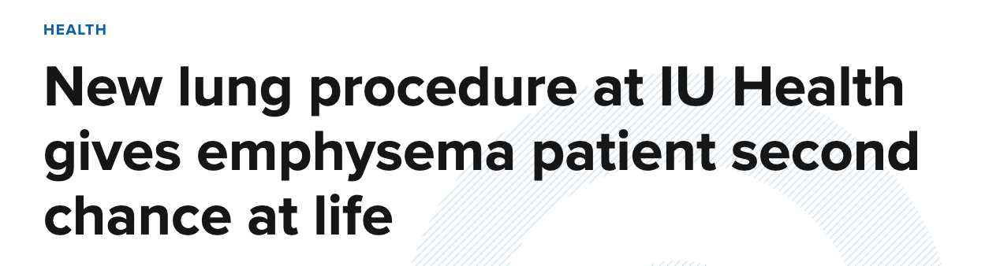 HEALTH
New lung procedure at IU Health
gives emphysema patient second
chance at life